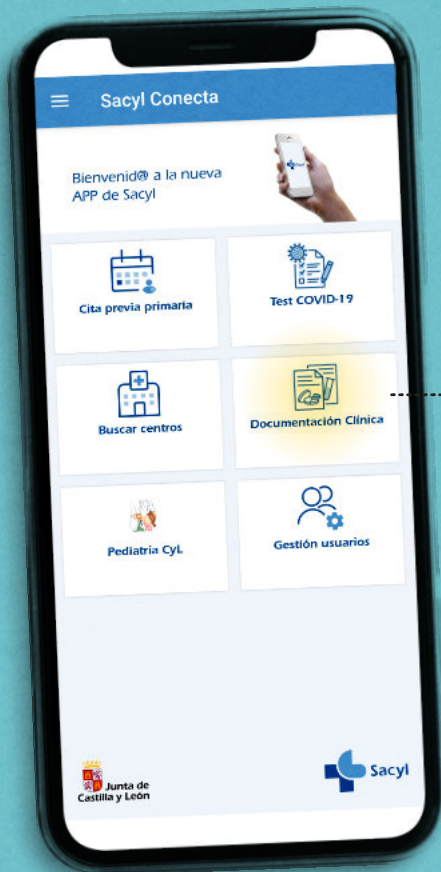 Sacyl Conecta
Bienvenid@ a la nueva
APP de Sacyl
Cita previa primaria
Test COVID-19
Buscar centros
Documentación Clínica
Pediatria CyL
Gestión usuarios
Junta de
Castilla y León
Sacyl